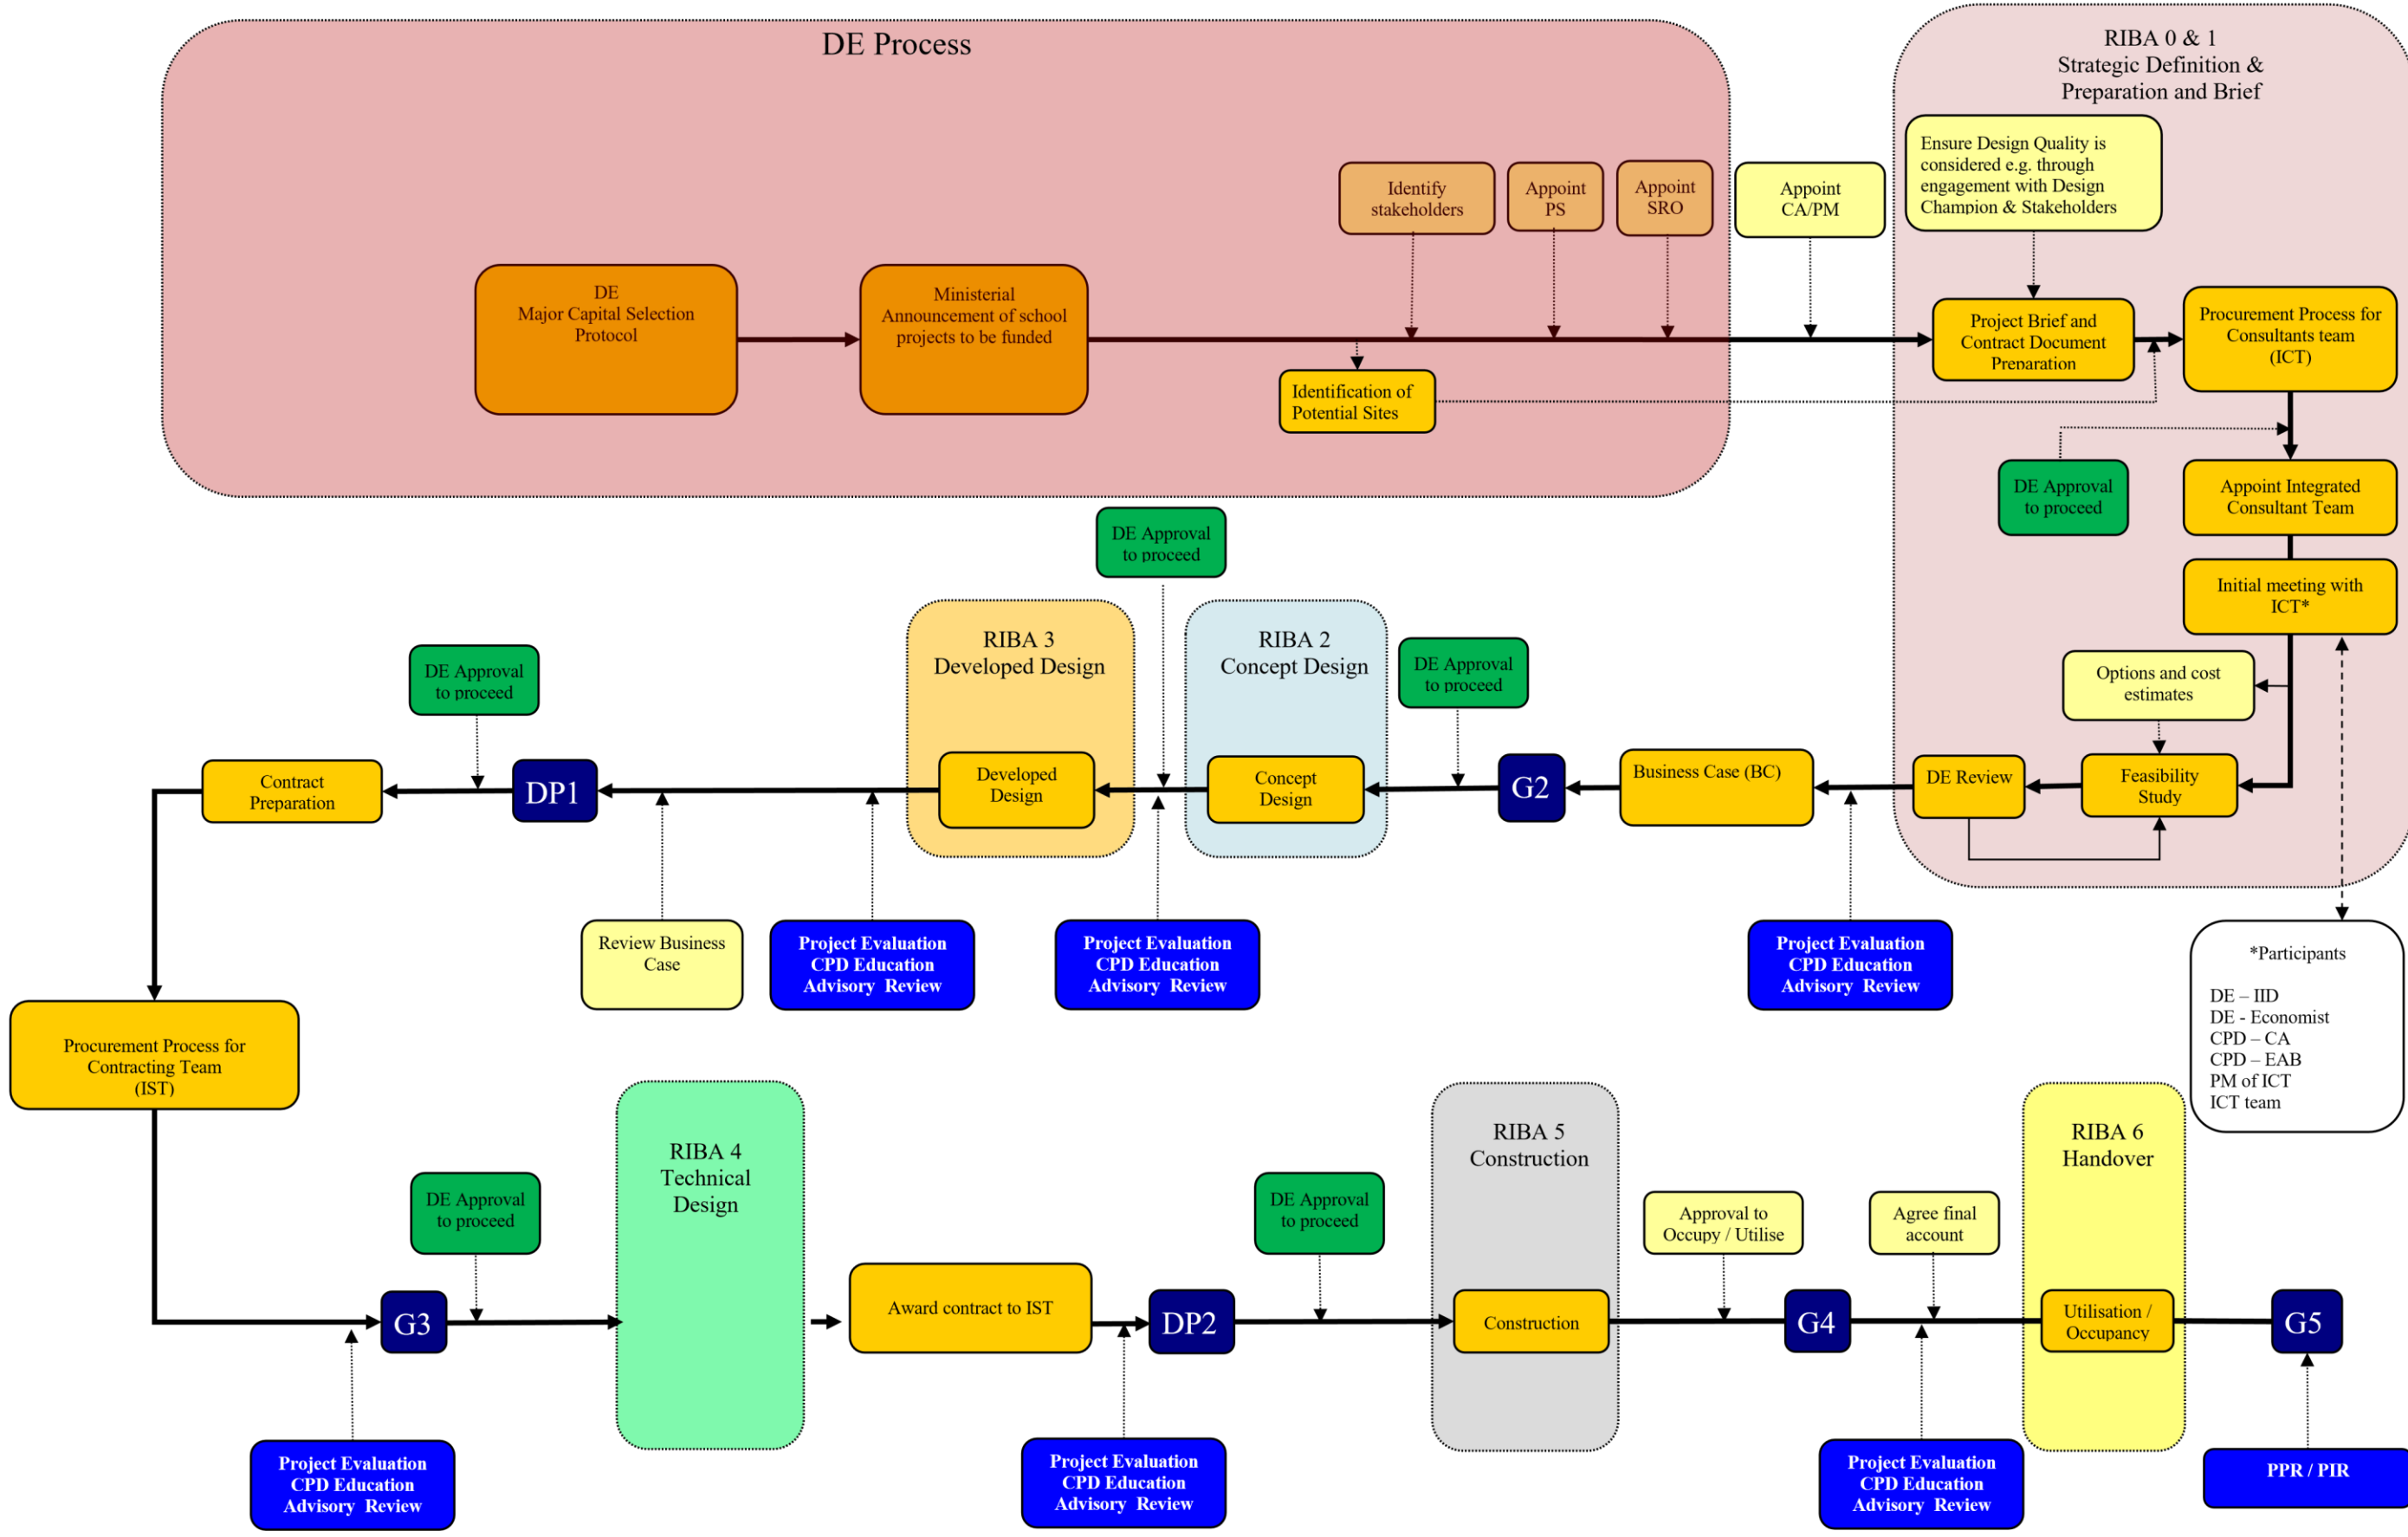 DE Process
RIBA 0 & 1
Strategic Definition &
Preparation and Brief
Ensure Design Quality is
considered e.g. through
engagement with Design
Champion & Stakeholders
Identify
stakeholders
Appoint
PS
Appoint
SRO
Appoint
CA/PM
DE
Major Capital Selection
Protocol
Ministerial
Announcement of school
projects to be funded
Identification of
Potential Sites
Project Brief and
Contract Document
Preparation
Procurement Process for
Consultants team
(ICT)
DE Approval
to proceed
Appoint Integrated
Consultant Team
Initial meeting with
ICT*
Options and cost
estimates
Feasibility
Study
DE Review
Business Case (BC)
G2
DE Approval
to proceed
RIBA 2
Concept Design
Concept
Design
DE Approval
to proceed
RIBA 3
Developed Design
Developed
Design
DP1
DE Approval
to proceed
Contract
Preparation
Review Business
Case
Project Evaluation
CPD Education
Advisory  Review
Project Evaluation
CPD Education
Advisory  Review
Project Evaluation
CPD Education
Advisory  Review
*Participants
DE – IID
DE - Economist
CPD – CA
CPD – EAB
PM of ICT
ICT team
Procurement Process for
Contracting Team
(IST)
G3
DE Approval
to proceed
RIBA 4
Technical
Design
Award contract to IST
DP2
DE Approval
to proceed
RIBA 5
Construction
Construction
Approval to
Occupy / Utilise
G4
Agree final
account
RIBA 6
Handover
Utilisation /
Occupancy
G5
Project Evaluation
CPD Education
Advisory  Review
Project Evaluation
CPD Education
Advisory  Review
Project Evaluation
CPD Education
Advisory  Review
PPR / PIR